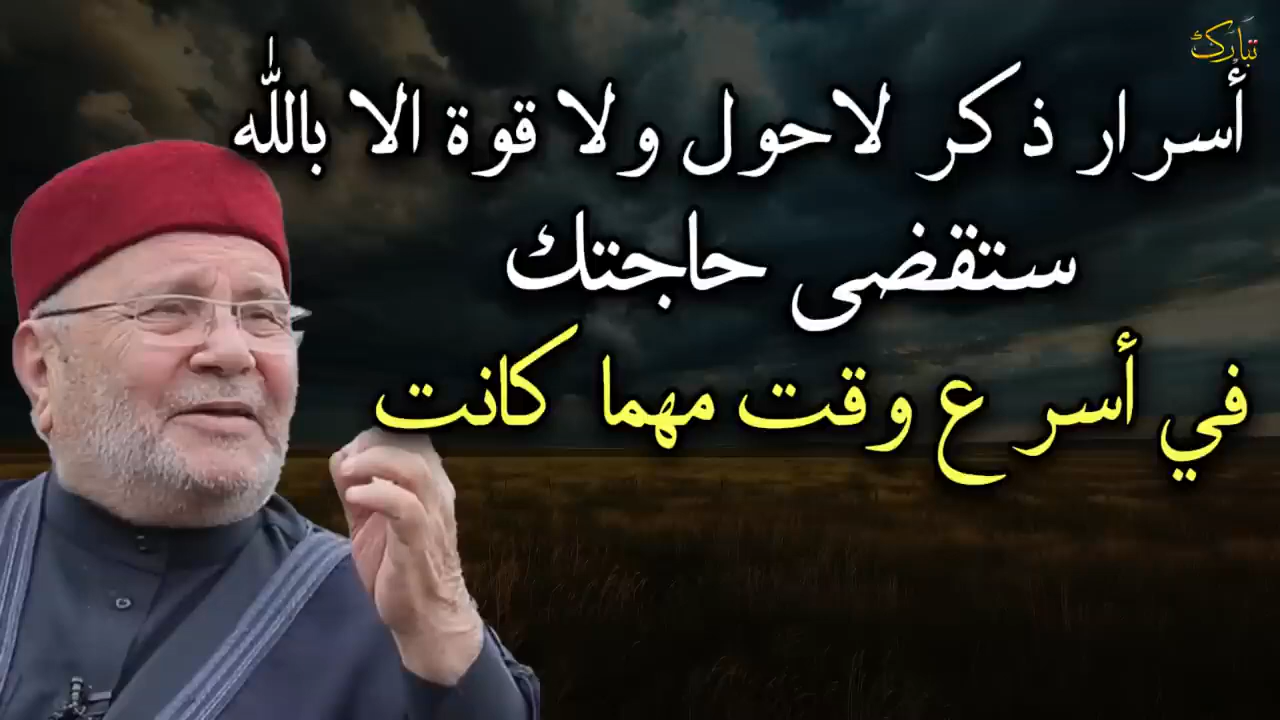 تبارك
أسرار ذكر لاحول ولا قوة الا بالله
ستقضى حاجتك
في أسرع وقت مهما كانت